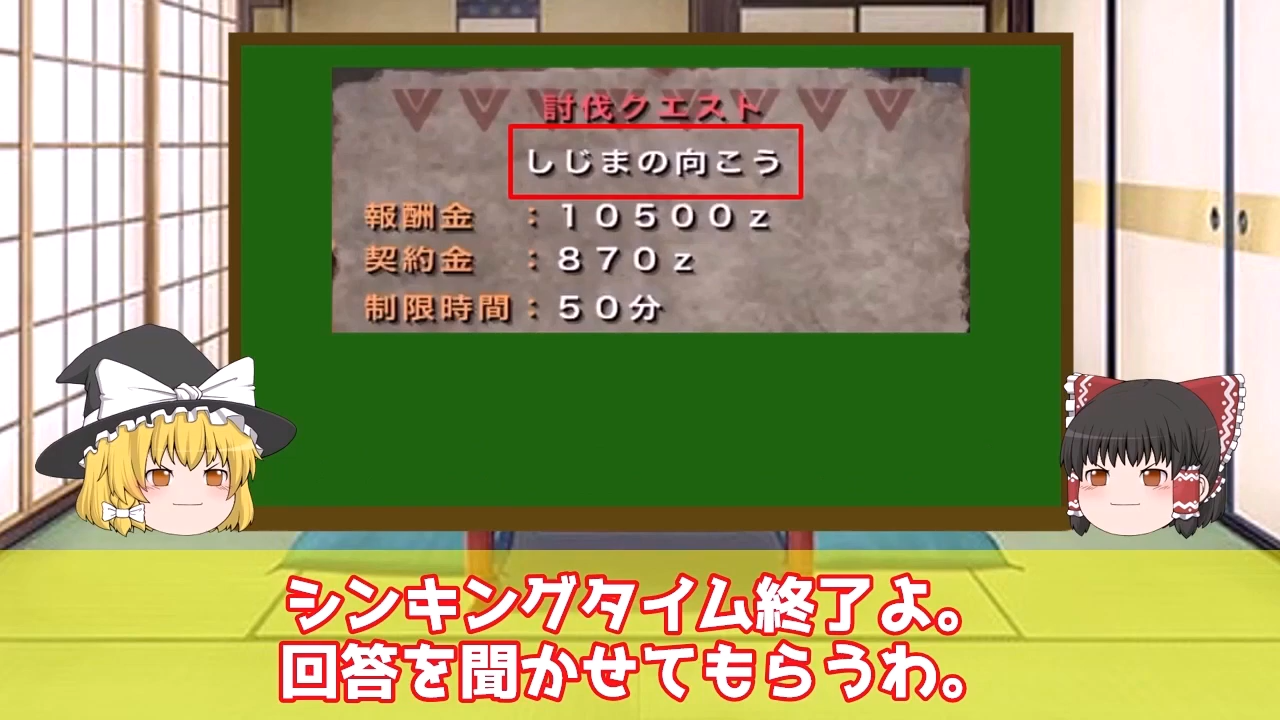 討伐クエスト
しじまの向こう
報酬金 : 10500z
契約金 : 870z
制限時間 : 50分
シンキングタイム終了よ。
回答を聞かせてもらうわ。